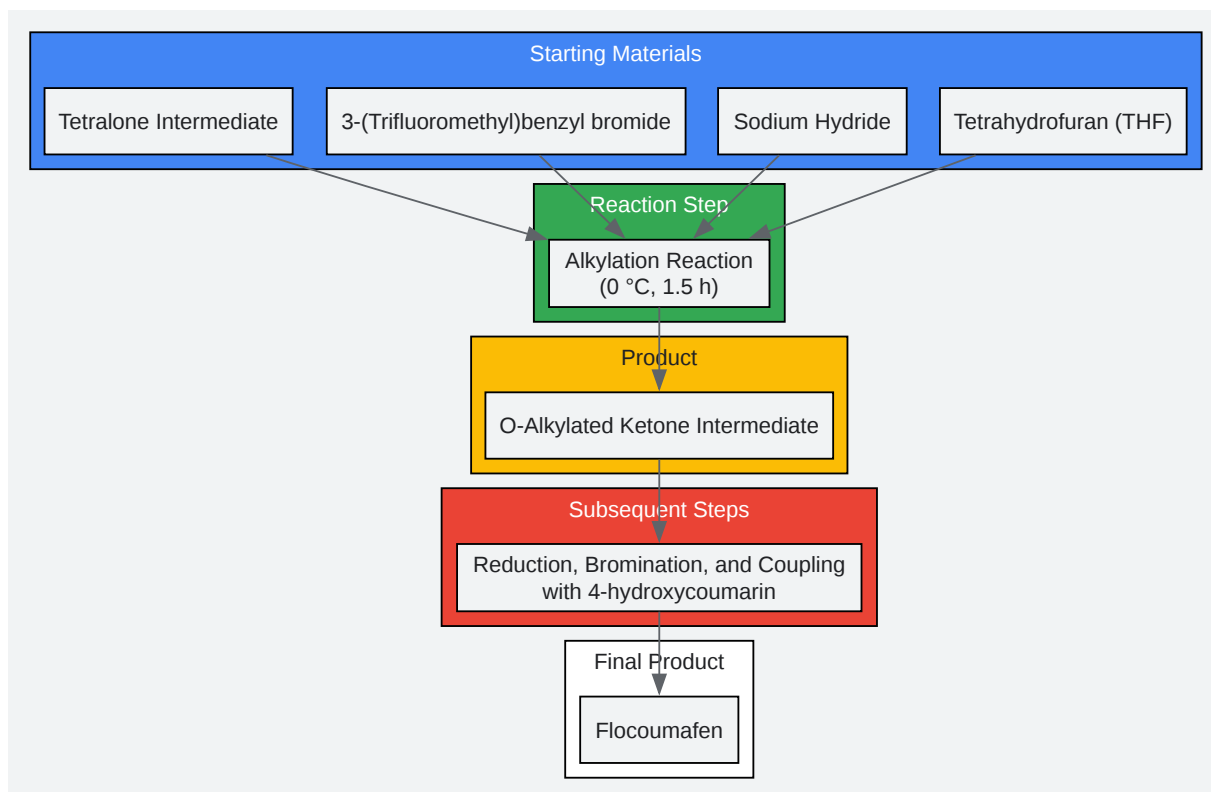 Starting Materials
Tetralone Intermediate
3-(Trifluoromethyl)benzyl bromide
Sodium Hydride
Tetrahydrofuran (THF)
Reaction Step
Alkylation Reaction
(0 °C, 1.5 h)
Product
O-Alkylated Ketone Intermediate
Subsequent Steps
Reduction, Bromination, and Coupling
with 4-hydroxycoumarin
Final Product
Flocoumafen